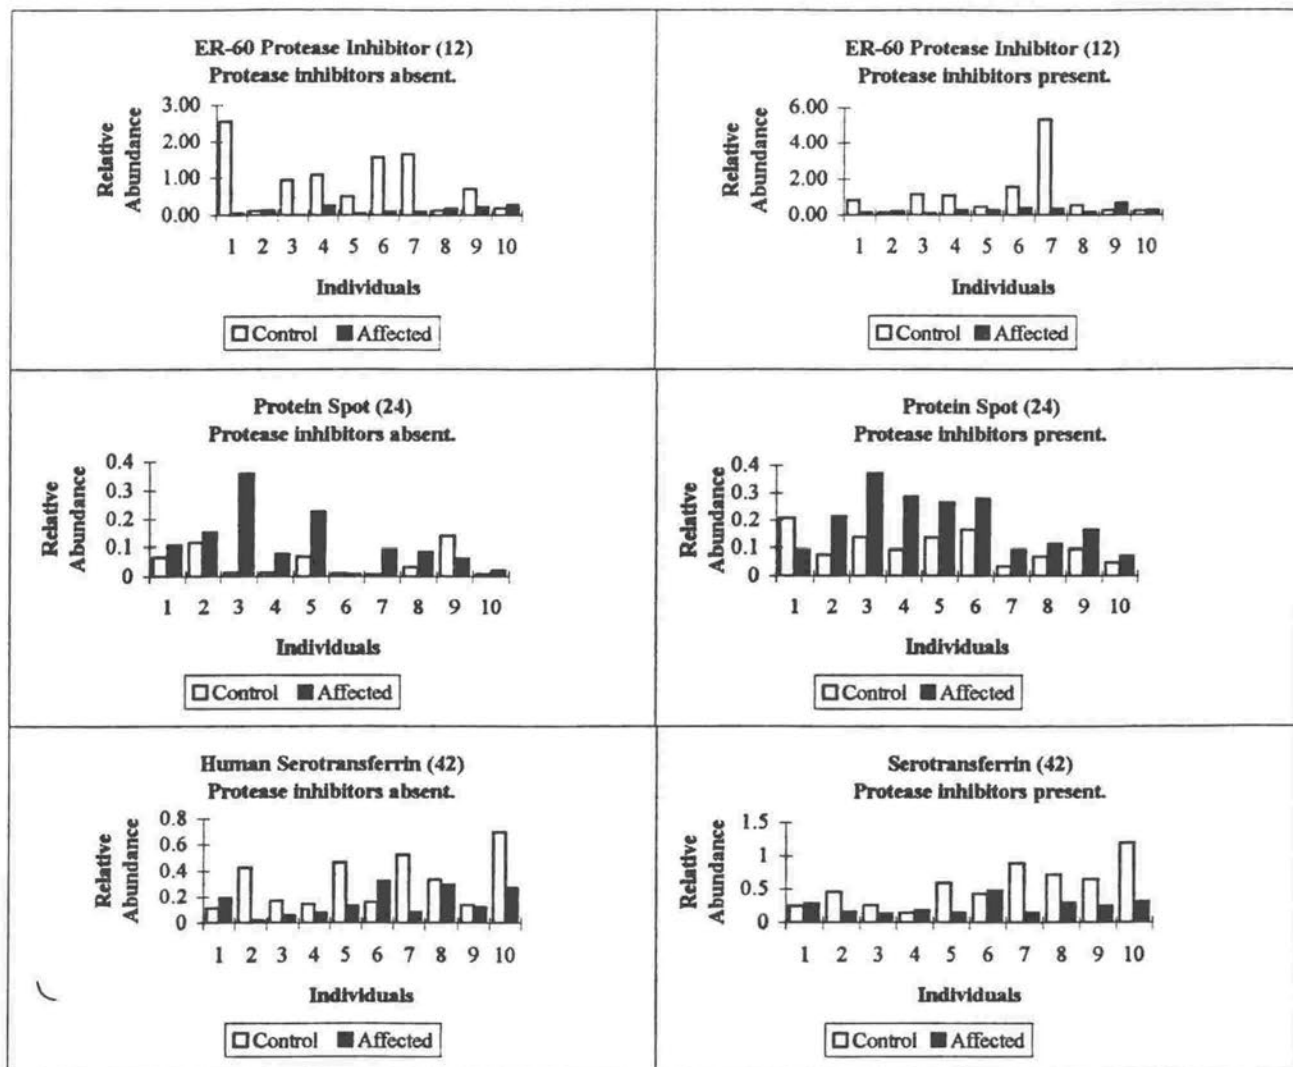 ER-60 Protease Inhibitor (12)
Protease inhibitors absent.
Relative
Abundance
3.00
2.00
1.00
0.00
1 2 3 4 5 6 7 8 9 10
Individuals
Control Affected
ER-60 Protease Inhibitor (12)
Protease inhibitors present.
Relative
Abundance
6.00
4.00
2.00
0.00
1 2 3 4 5 6 7 8 9 10
Individuals
Control Affected
Protein Spot (24)
Protease inhibitors absent.
Relative
Abundance
0.4
0.3
0.2
0.1
0
1 2 3 4 5 6 7 8 9 10
Individuals
Control Affected
Protein Spot (24)
Protease inhibitors present.
Relative
Abundance
0.4
0.3
0.2
0.1
0
1 2 3 4 5 6 7 8 9 10
Individuals
Control Affected
Human Serotransferrin (42)
Protease inhibitors absent.
Relative
Abundance
0.8
0.6
0.4
0.2
0
1 2 3 4 5 6 7 8 9 10
Individuals
Control Affected
Serotransferrin (42)
Protease inhibitors present.
Relative
Abundance
1.5
1
0.5
0
1 2 3 4 5 6 7 8 9 10
Individuals
Control Affected